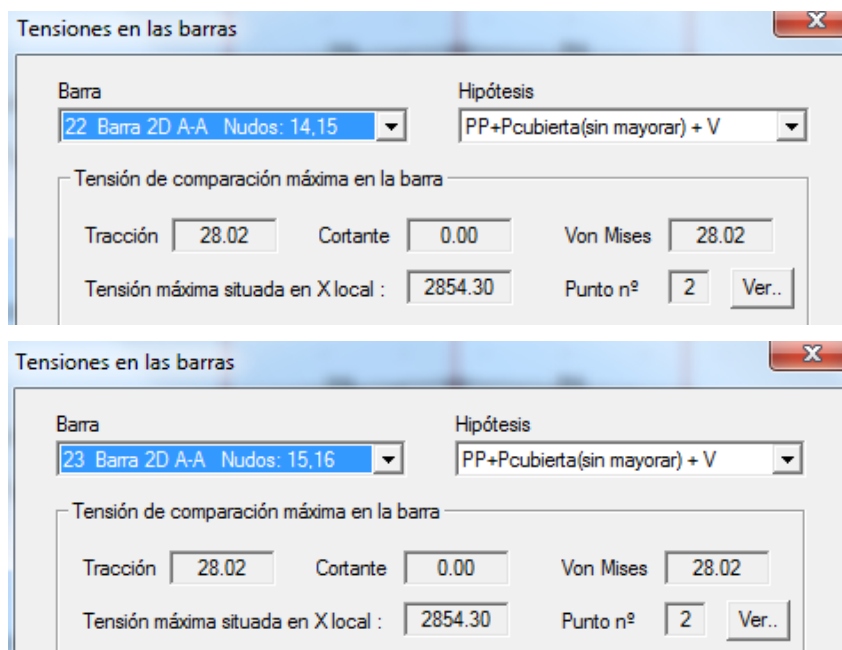 Tensiones en las barras
Barra Hipótesis
22 Barra 2D A-A Nudos: 14,15 PP+Pcubierta(sin mayorar) + V
Tensión de comparación máxima en la barra
Tracción 28.02 Cortante 0.00 Von Mises 28.02
Tensión máxima situada en X local : 2854.30 Punto nº 2 Ver..
Tensiones en las barras
Barra Hipótesis
23 Barra 2D A-A Nudos: 15,16 PP+Pcubierta(sin mayorar) + V
Tensión de comparación máxima en la barra
Tracción 28.02 Cortante 0.00 Von Mises 28.02
Tensión máxima situada en X local : 2854.30 Punto nº 2 Ver..